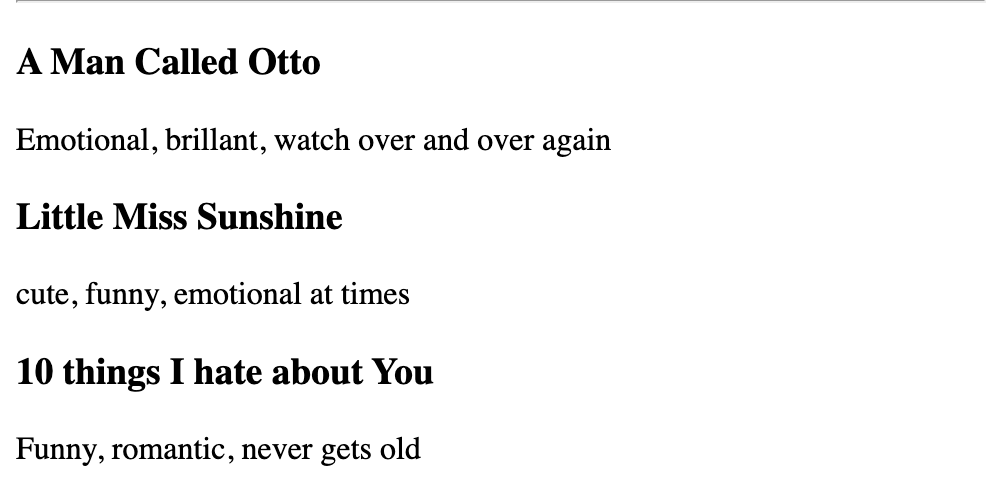 A Man Called Otto
Emotional, brillant, watch over and over again
Little Miss Sunshine
cute, funny, emotional at times
10 things I hate about You
Funny, romantic, never gets old